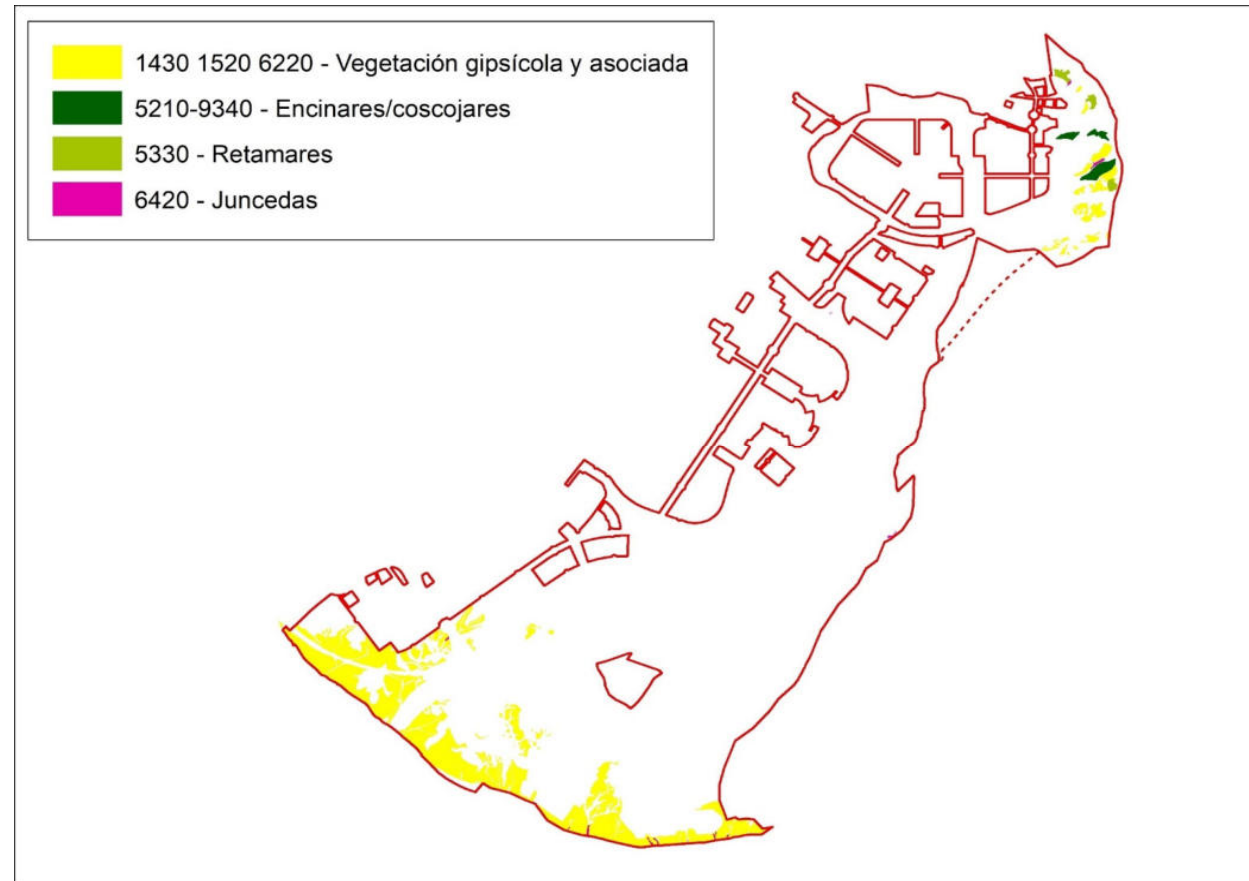 1430 1520 6220 - Vegetación gipsícola y asociada
5210-9340 - Encinares/coscojares
5330 - Retamares
6420 - Juncedas